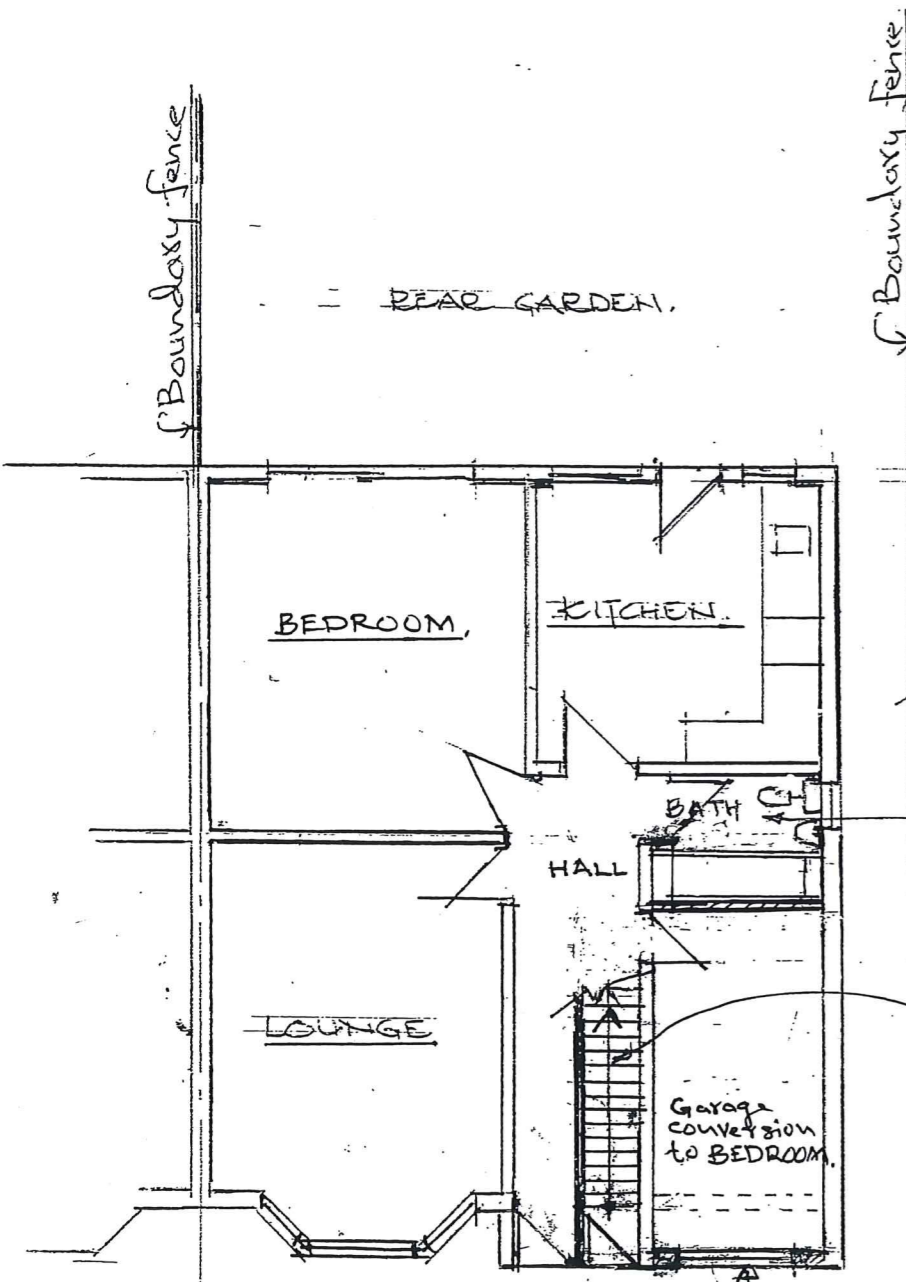 Boundary fence
Boundary fence
REAR GARDEN.
BEDROOM.
KITCHEN.
BATH
HALL
LOUNGE
Garage
conversion
to BEDROOM.